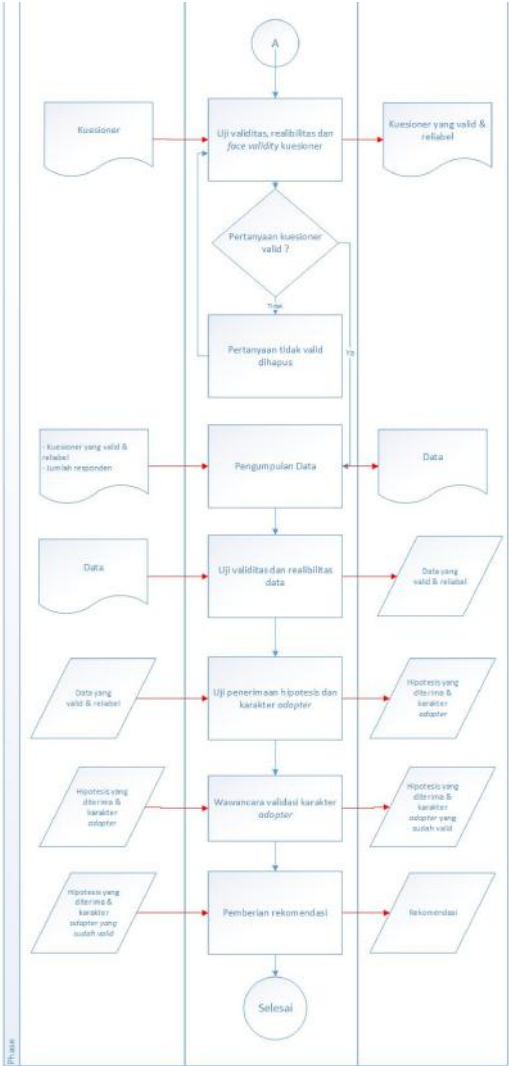 A
Kuesioner
Uji validitas, realibilitas dan
face validity kuesioner
Kuesioner yang valid &
reliabel
Pertanyaan kuesioner
valid ?
Tidak
Ya
Pertanyaan tidak valid
dihapus
- Kuesioner yang valid &
reliabel
- Jumlah responden
Pengumpulan Data
Data
Data
Uji validitas dan realibilitas
data
Data yang
valid & reliabel
Data yang
valid & reliabel
Uji penerimaan hipotesis dan
karakter adopter
Hipotesis yang
diterima &
karakter
adopter
Hipotesis yang
diterima &
karakter
adopter
Wawancara validasi karakter
adopter
Hipotesis yang
diterima &
karakter
adopter yang
sudah valid
Hipotesis yang
diterima &
karakter
adopter yang
sudah valid
Pemberian rekomendasi
Rekomendasi
Selesai
Phase